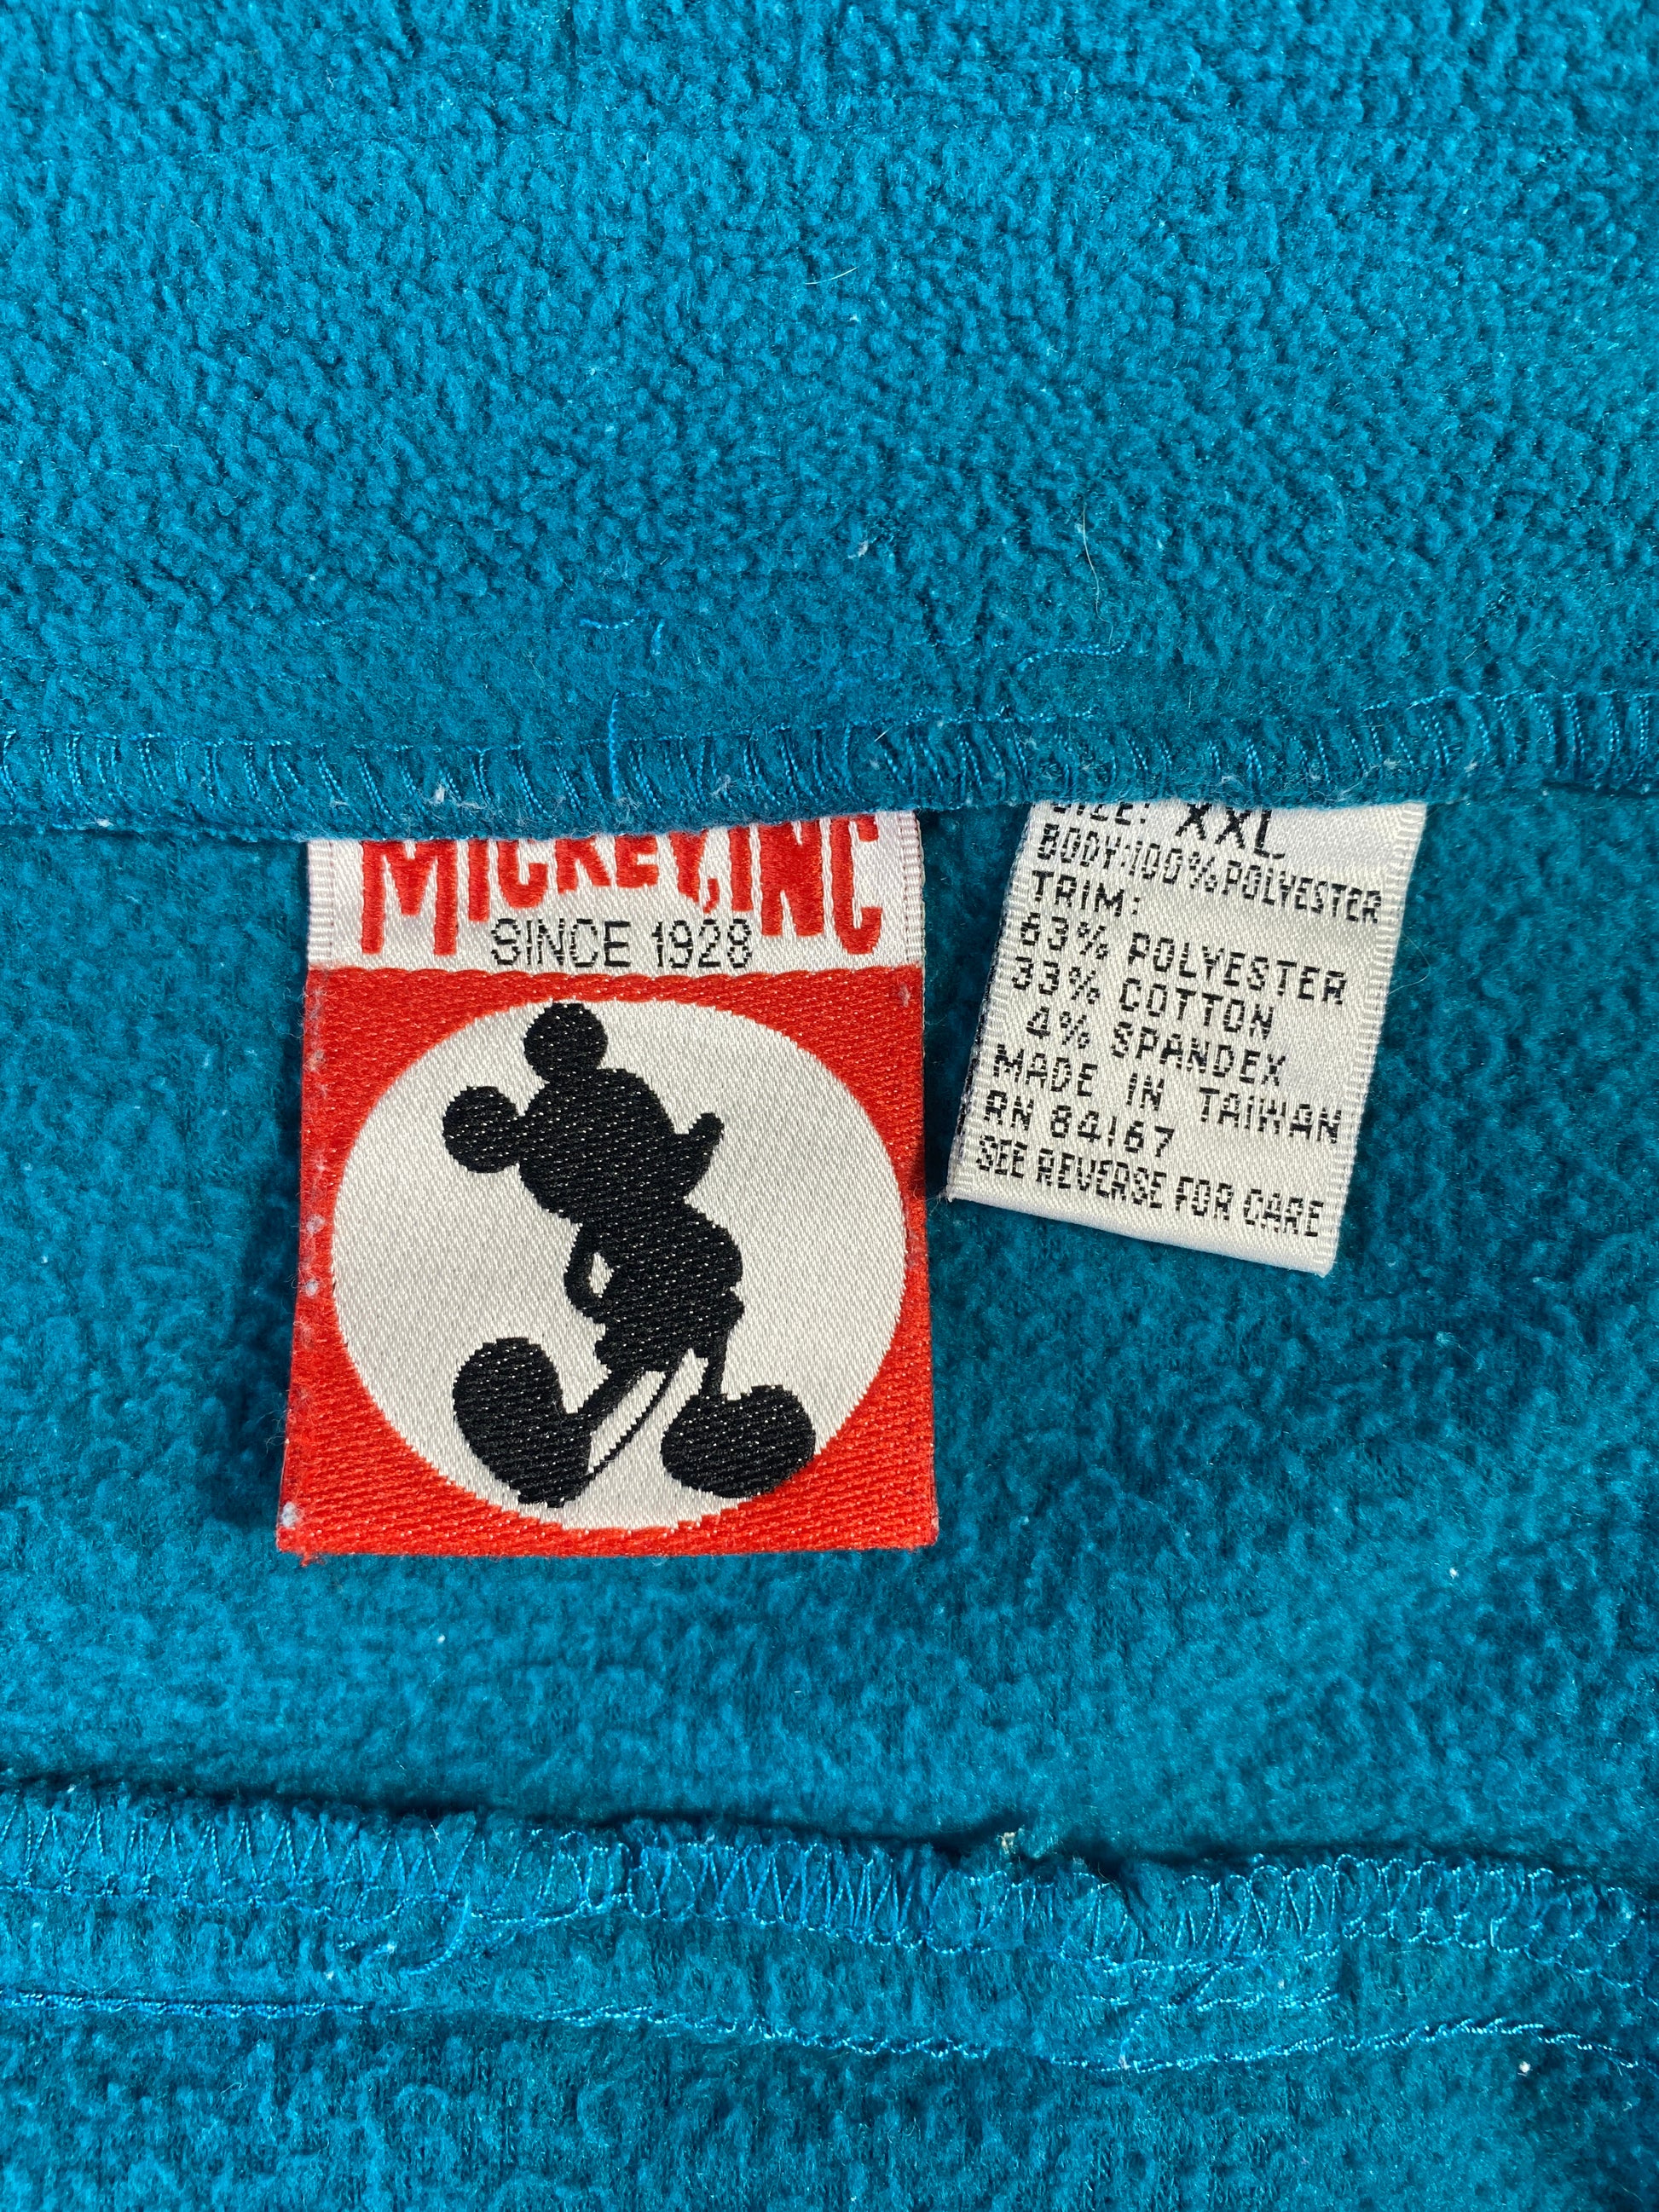 MICKEY, INC
SINCE 1928
SIZE: XXL
BODY:100% POLYESTER
TRIM:
63% POLYESTER
33% COTTON
4% SPANDEX
MADE IN TAIWAN
RN 84167
SEE REVERSE FOR CARE